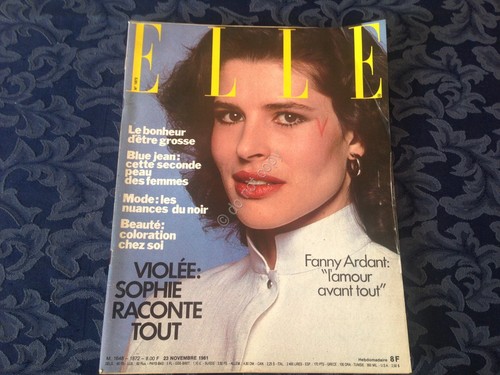 ELLE
Le bonheur
d'être grosse
Blue jean:
cette seconde
peau
des femmes
Mode: les
nuances du noir
Beauté:
coloration
chez soi
VIOLÉE:
SOPHIE
RACONTE
TOUT
Fanny Ardant:
"l'amour
avant tout"
23 NOVEMBRE 1981
Hebdomadaire 8F